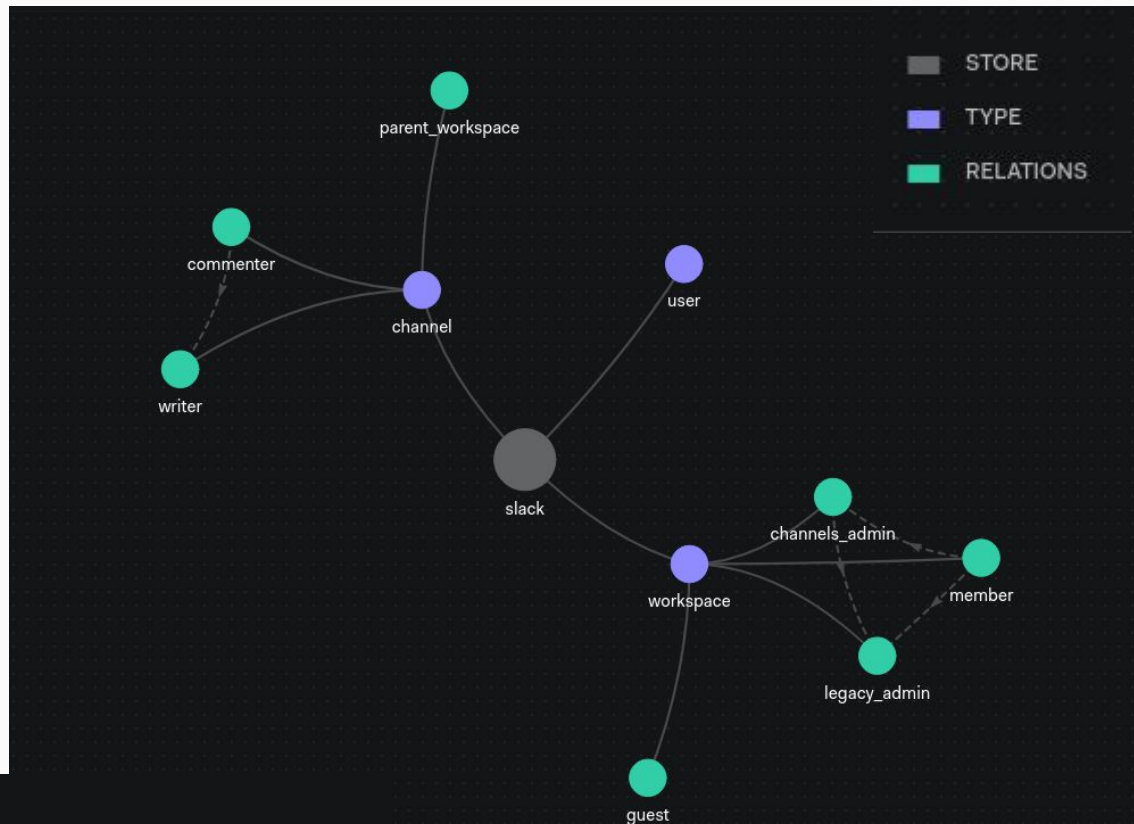 STORE
TYPE
RELATIONS
parent_workspace
commenter
user
channel
writer
slack
channels_admin
workspace
member
legacy_admin
guest